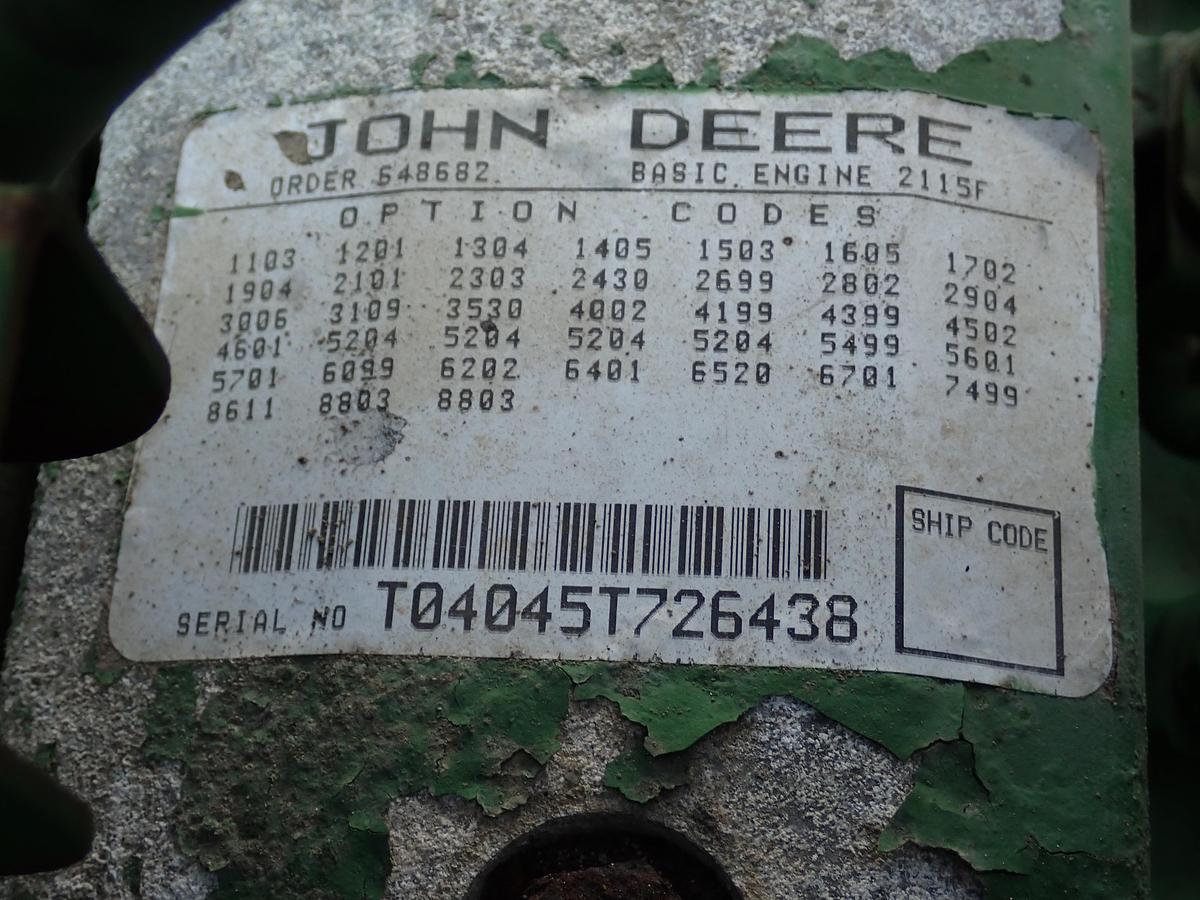 JOHN DEERE
ORDER 648682 BASIC ENGINE 2115F
OPTION CODES
1103 1201 1304 1405 1503 1605 1702
1904 2101 2303 2430 2699 2802 2904
3006 3109 3530 4002 4199 4399 4502
4601 5204 5204 5204 5204 5499 5601
5701 6099 6202 6401 6520 6701 7499
8611 8803 8803
SHIP CODE
SERIAL NO T04045T726438